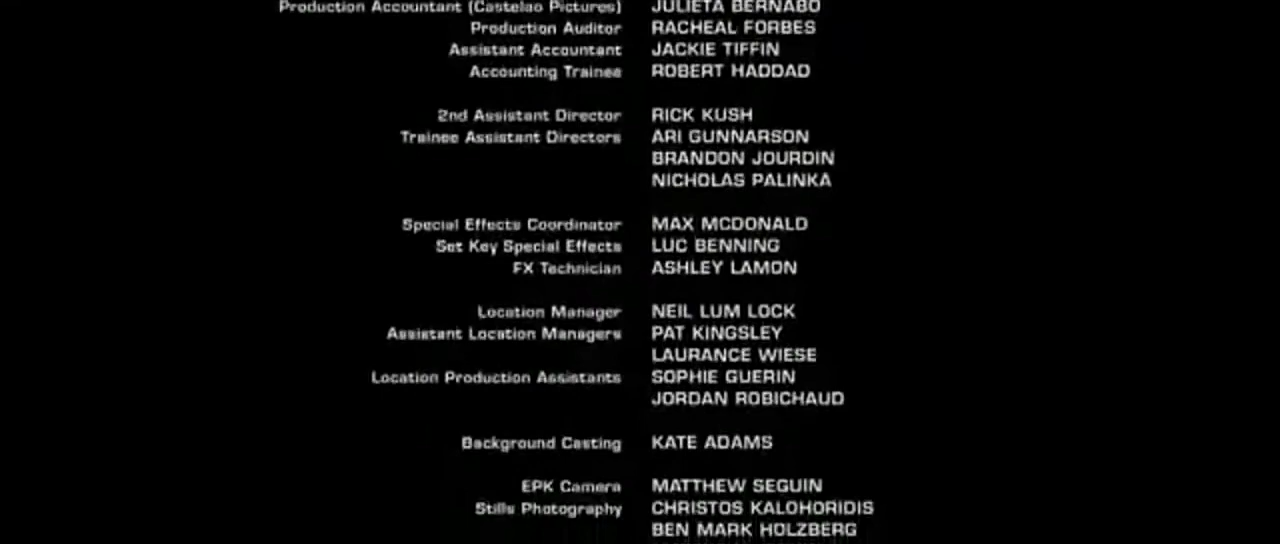 Production Accountant (Castelao Pictures) JULIETA BERNABO
Production Auditor RACHEAL FORBES
Assistant Accountant JACKIE TIFFIN
Accounting Trainee ROBERT HADDAD
2nd Assistant Director RICK KUSH
Trainee Assistant Directors ARI GUNNARSON
BRANDON JOURDIN
NICHOLAS PALINKA
Special Effects Coordinator MAX MCDONALD
Set Key Special Effects LUC BENNING
FX Technician ASHLEY LAMON
Location Manager NEIL LUM LOCK
Assistant Location Managers PAT KINGSLEY
LAURANCE WIESE
Location Production Assistants SOPHIE GUERIN
JORDAN ROBICHAUD
Background Casting KATE ADAMS
EPK Camera MATTHEW SEGUIN
Stills Photography CHRISTOS KALOHORIDIS
BEN MARK HOLZBERG